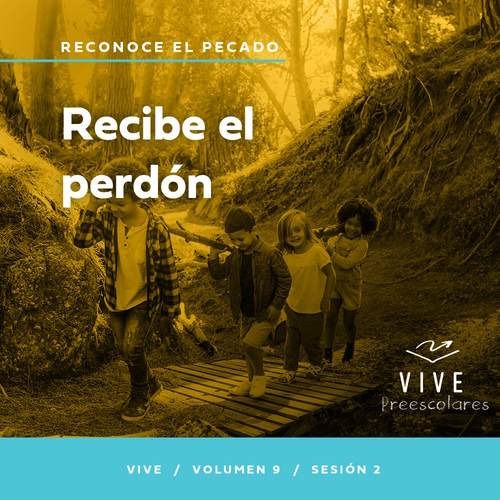 RECONOCE EL PECADO
Recibe el
perdón
VIVE
Preescolares
VIVE / VOLUMEN 9 / SESIÓN 2